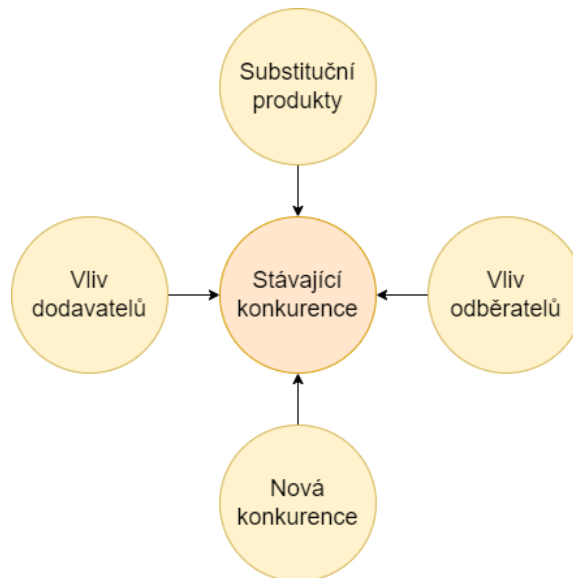 Substituční
produkty
Vliv
dodavatelů
Stávající
konkurence
Vliv
odběratelů
Nová
konkurence